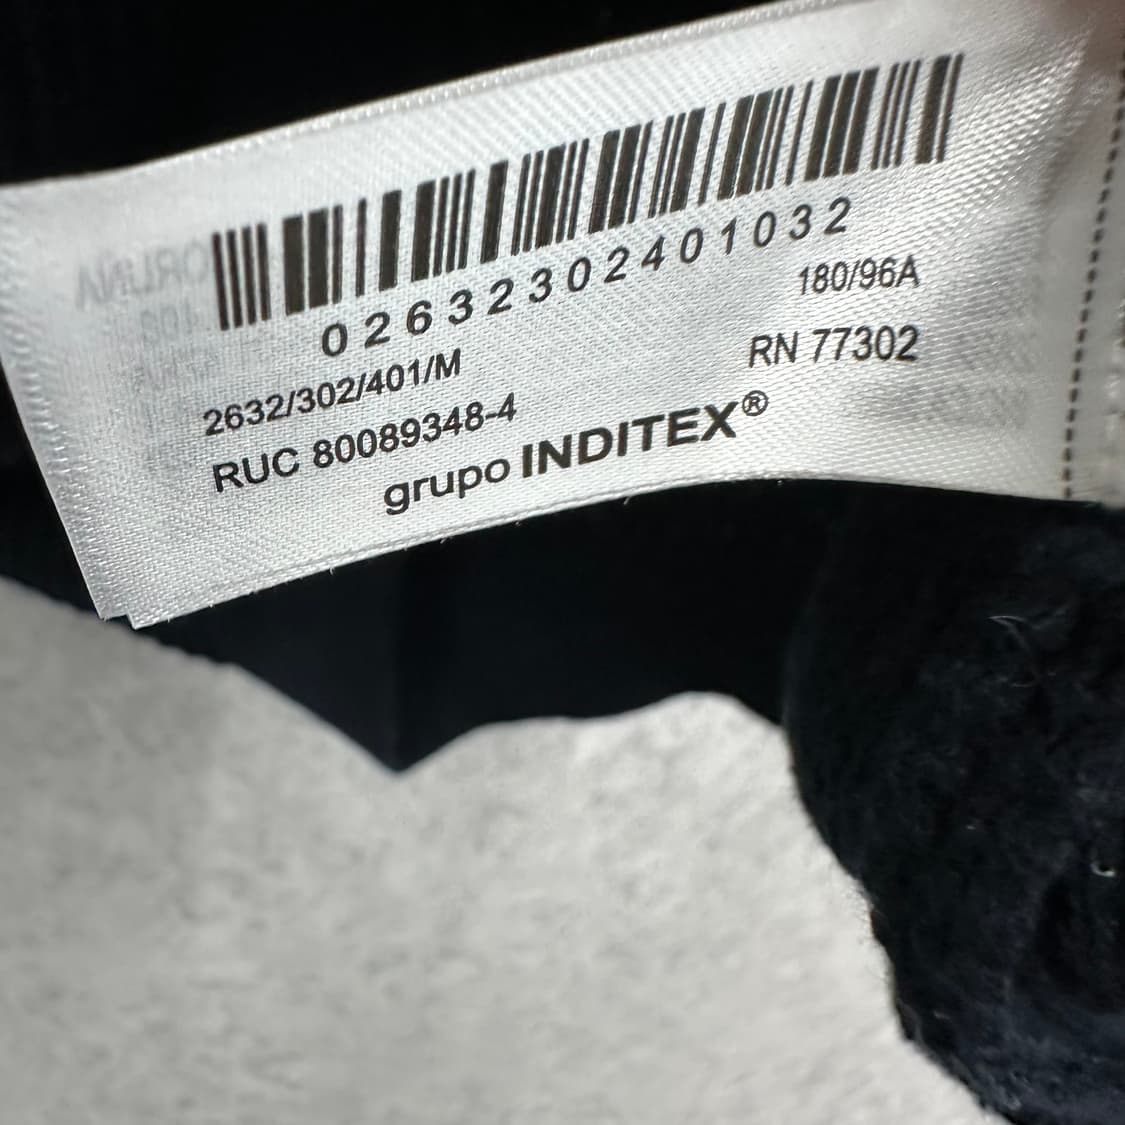 02632302401032
2632/302/401/M 180/96A
RUC 80089348-4 RN 77302
grupo INDITEX®